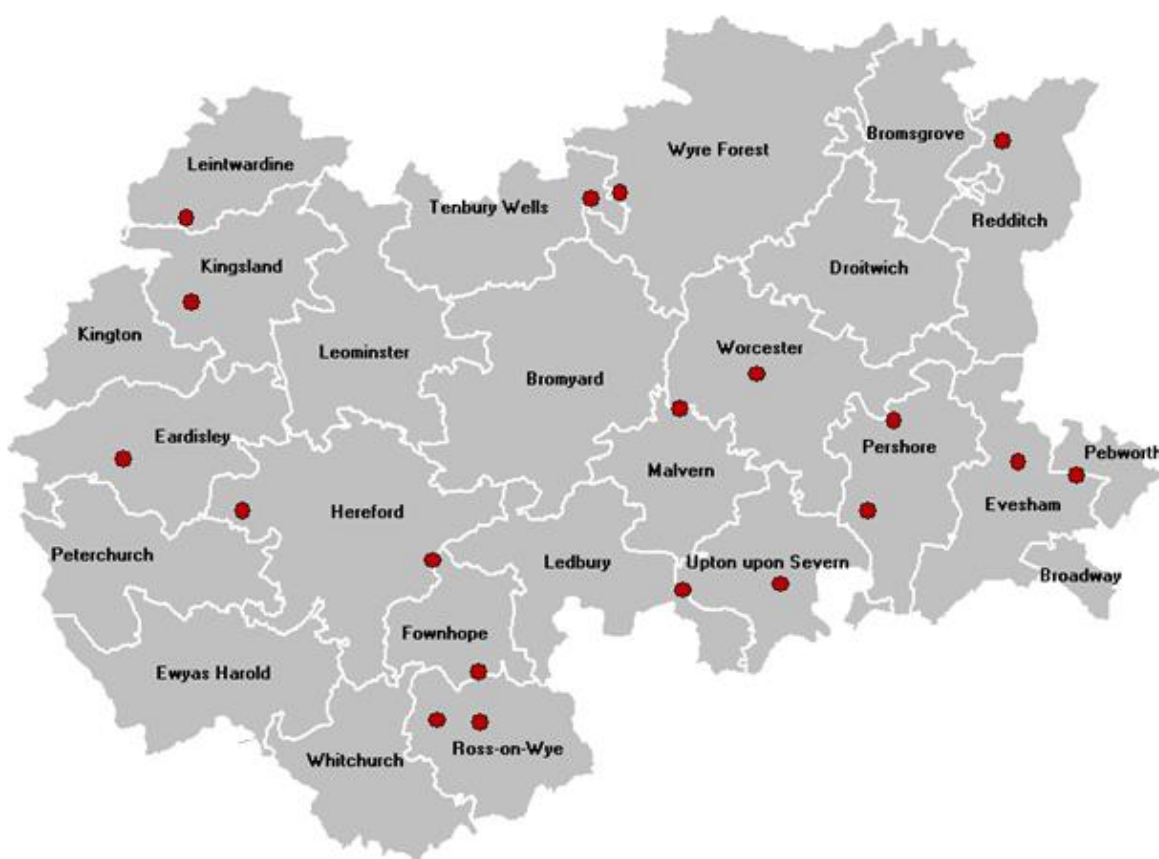 Bromsgrove
Wyre Forest
Leintwardine
Tenbury Wells
Redditch
Kingsland
Droitwich
Kington
Leominster
Worcester
Bromyard
Eardisley
Pershore
Pebworth
Malvern
Hereford
Evesham
Peterchurch
Ledbury
Upton upon Severn
Broadway
Fownhope
Ewyas Harold
Ross-on-Wye
Whitchurch